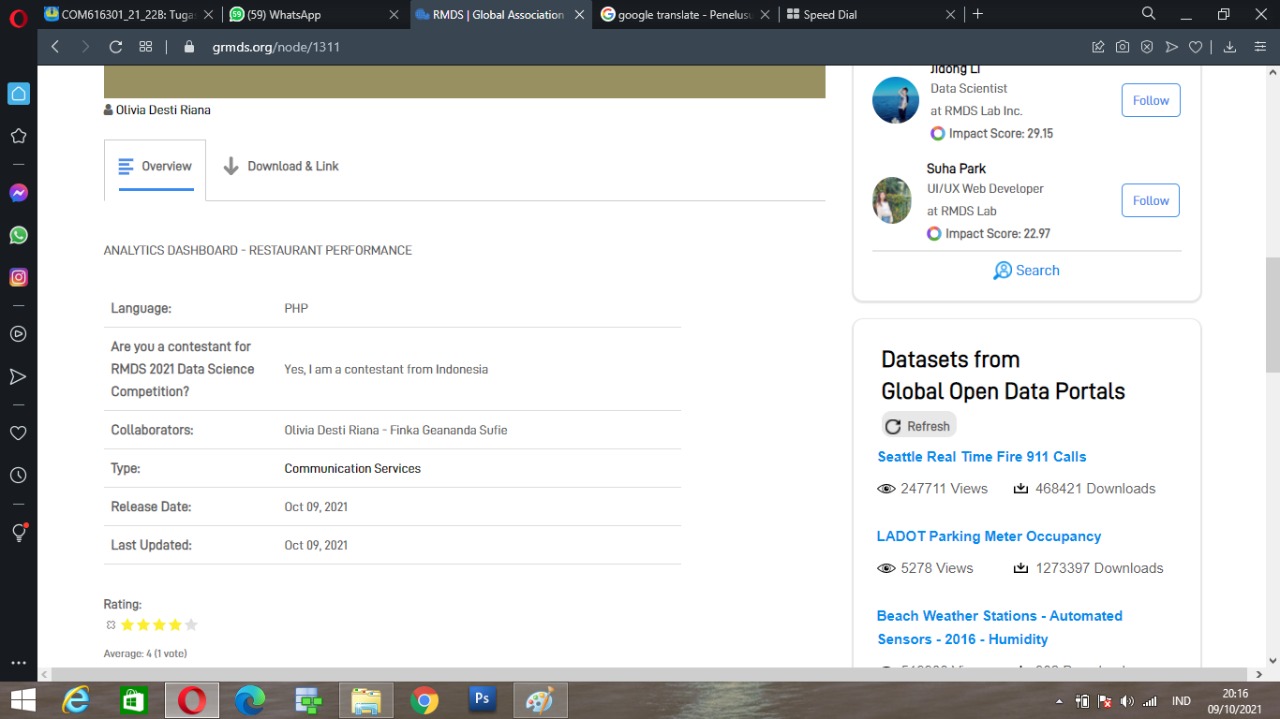 COM616301_21_22B: Tuga
(59) WhatsApp
RMDS | Global Association
google translate - Penelusu
Speed Dial
grmds.org/node/1311
Olivia Desti Riana
Overview
Download & Link
ANALYTICS DASHBOARD - RESTAURANT PERFORMANCE
Language: PHP
Are you a contestant for
RMDS 2021 Data Science
Competition?
Yes, I am a contestant from Indonesia
Collaborators: Olivia Desti Riana - Finka Geananda Sufie
Type: Communication Services
Release Date: Oct 09, 2021
Last Updated: Oct 09, 2021
Rating:
Average: 4 (1 vote)
Jidong Li
Data Scientist
at RMDS Lab Inc.
Impact Score: 29.15
Follow
Suha Park
UI/UX Web Developer
at RMDS Lab
Impact Score: 22.97
Follow
Search
Datasets from
Global Open Data Portals
Refresh
Seattle Real Time Fire 911 Calls
247711 Views 468421 Downloads
LADOT Parking Meter Occupancy
5278 Views 1273397 Downloads
Beach Weather Stations - Automated
Sensors - 2016 - Humidity
Ps
IND
20:16
09/10/2021